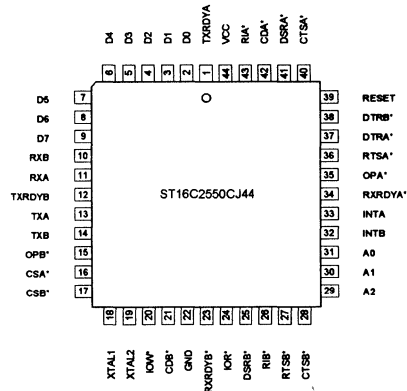 D4 D3 D2 D1 D0 TXRDYA VCC RIA* CDA* DSRA* CTSA*
6 5 4 3 2 1 44 43 42 41 40
D5 7 39 RESET
D6 8 38 DTRB*
D7 9 37 DTRA*
RXB 10 36 RTSA*
RXA 11 35 OPA*
TXRDYB 12 ST16C2550CJ44 34 RXRDYA*
TXA 13 33 INTA
TXB 14 32 INTB
OPB* 15 31 A0
CSA* 16 30 A1
CSB* 17 29 A2
18 19 20 21 22 23 24 25 26 27 28
XTAL1 XTAL2 IOW* CDB* GND RXRDYB* IOR* DSRB* RIB* RTSB* CTSB*